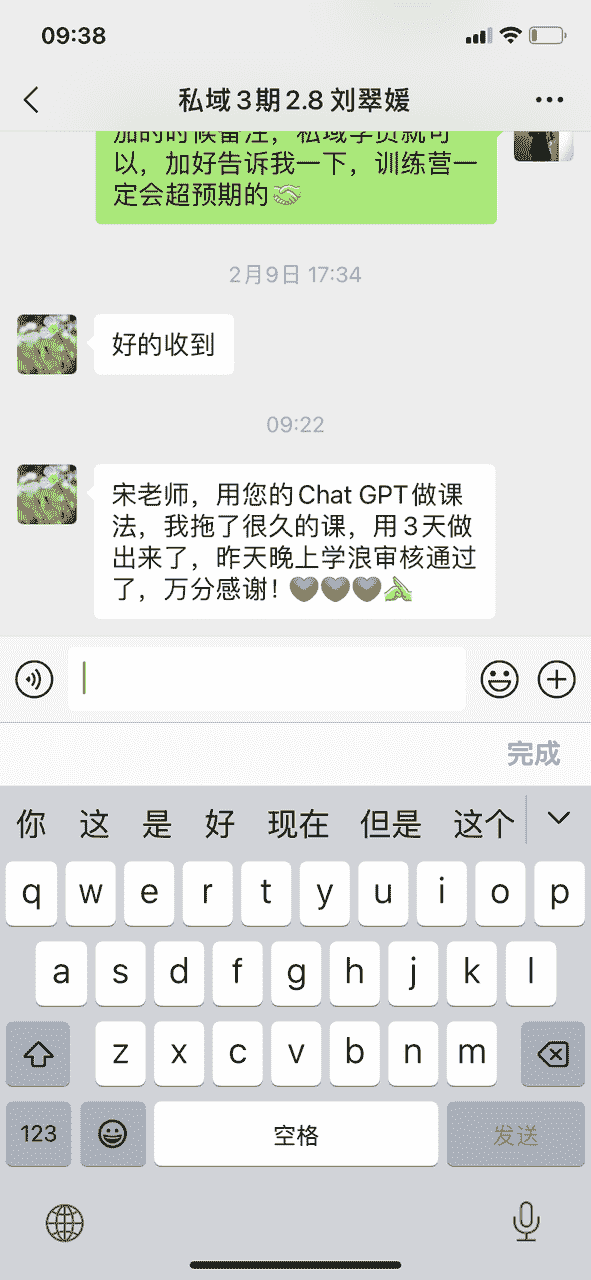 09:38
私域3期2.8 刘翠媛
加的时候备注，私域学员就可
以，加好告诉我一下，训练营一
定会超预期的
2月9日 17:34
好的收到
09:22
宋老师，用您的Chat GPT做课
法，我拖了很久的课，用3天做
出来了，昨天晚上学浪审核通过
了，万分感谢！
完成
你 这 是 好 现在 但是 这个
q w e r t y u i o p
a s d f g h j k l
z x c v b n m
123 空格 发送